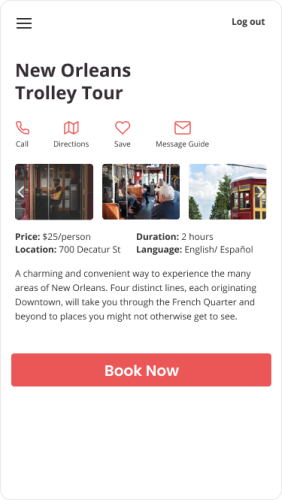 Log out
New Orleans
Trolley Tour
Call Directions Save Message Guide
Price: $25/person Duration: 2 hours
Location: 700 Decatur St Language: English/ Español
A charming and convenient way to experience the many
areas of New Orleans. Four distinct lines, each originating
Downtown, will take you through the French Quarter and
beyond to places you might not otherwise get to see.
Book Now